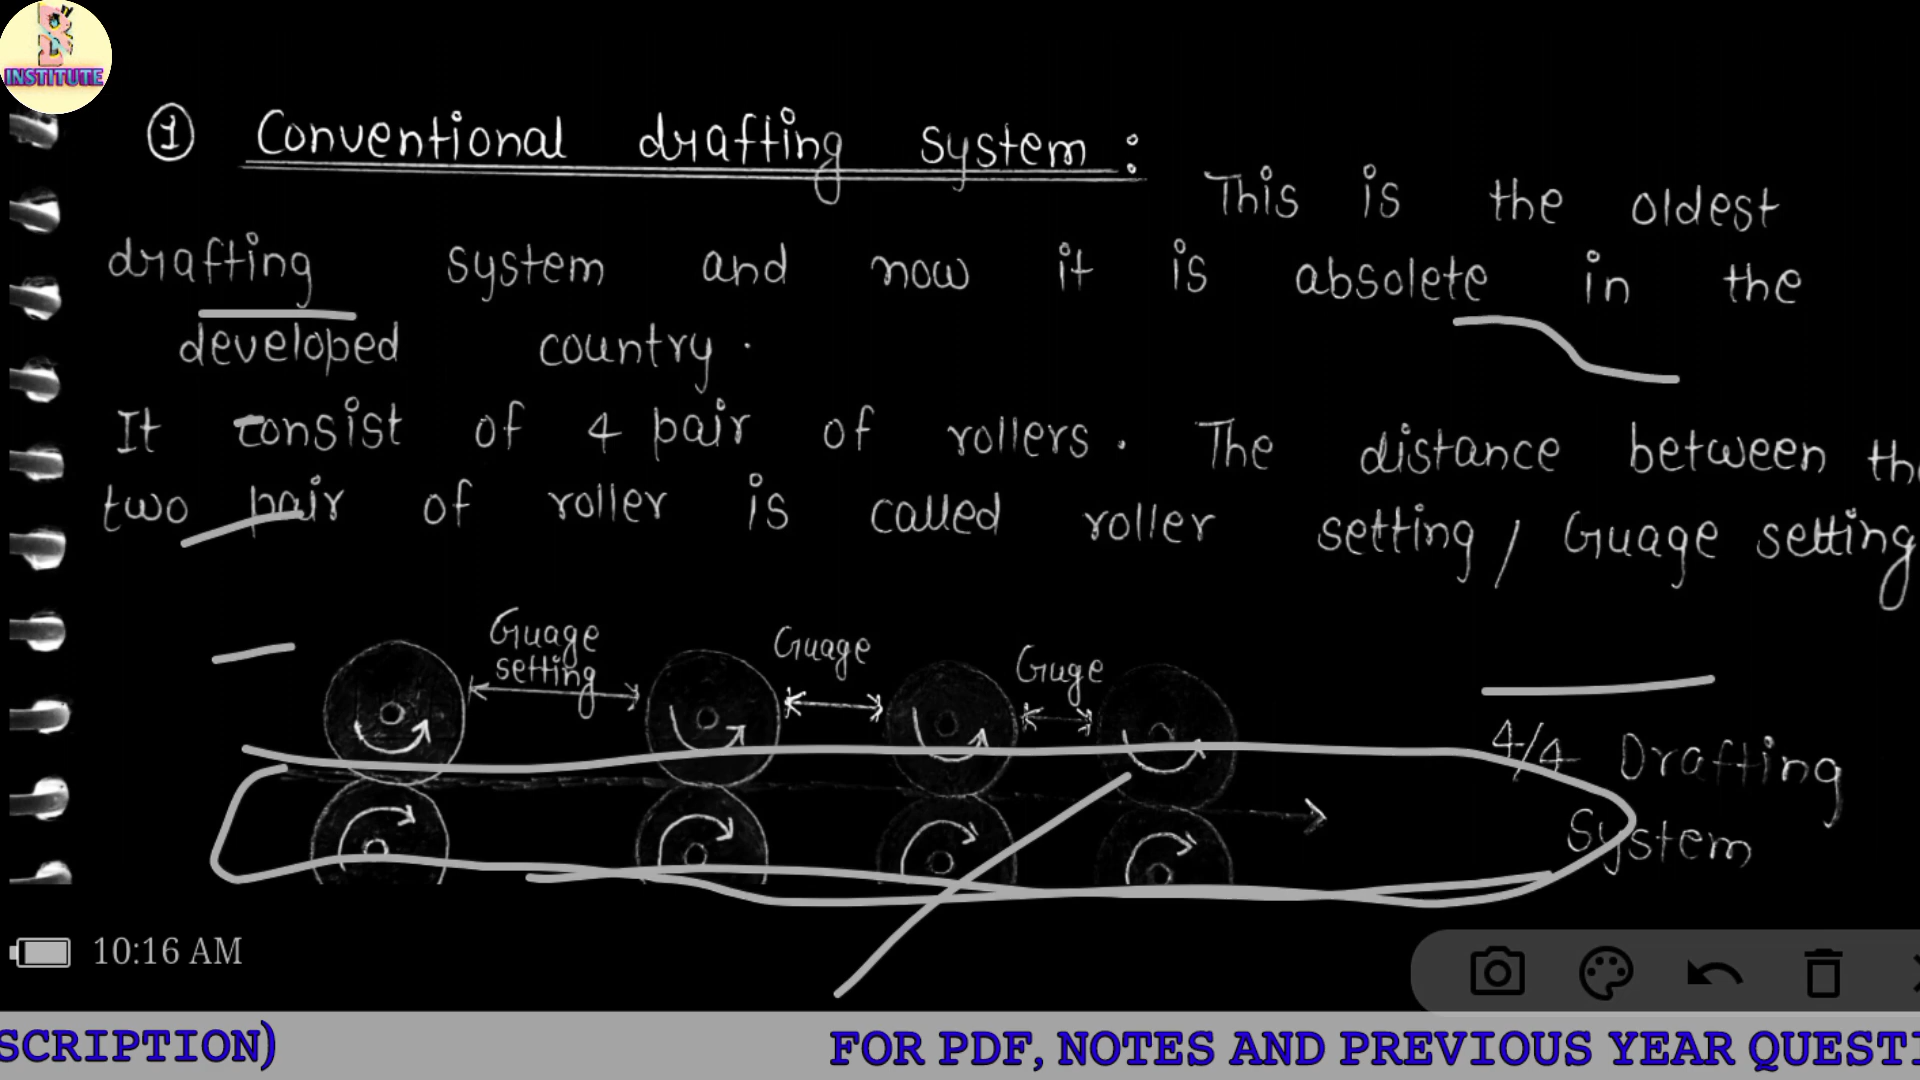 INSTITUTE
① Conventional drafting system:
This is the oldest
drafting system and now it is absolete in the
developed country.
It consist of 4 pair of rollers. The distance between the
two pair of roller is called roller setting / Guage setting
Guage
setting
Guage
Guge
4/4 Drafting
System
10:16 AM
SCRIPTION)
FOR PDF, NOTES AND PREVIOUS YEAR QUESTI